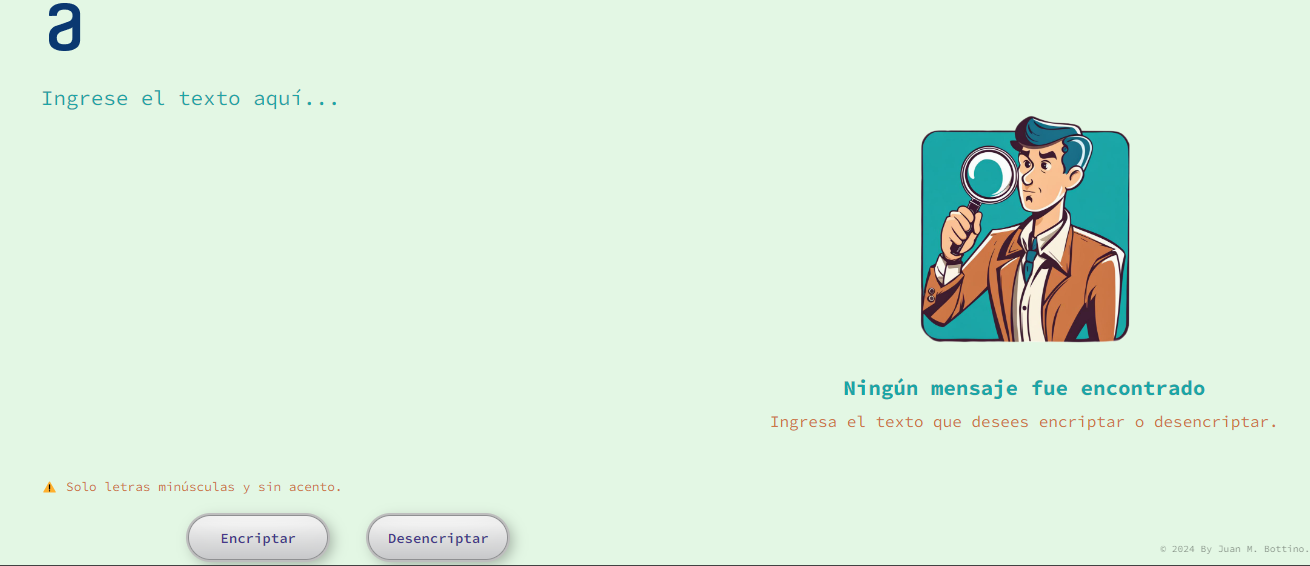 a
Ingrese el texto aquí...
Ningún mensaje fue encontrado
Ingresa el texto que desees encriptar o desencriptar.
⚠ Solo letras minúsculas y sin acento.
Encriptar
Desencriptar
© 2024 By Juan M. Bottino.